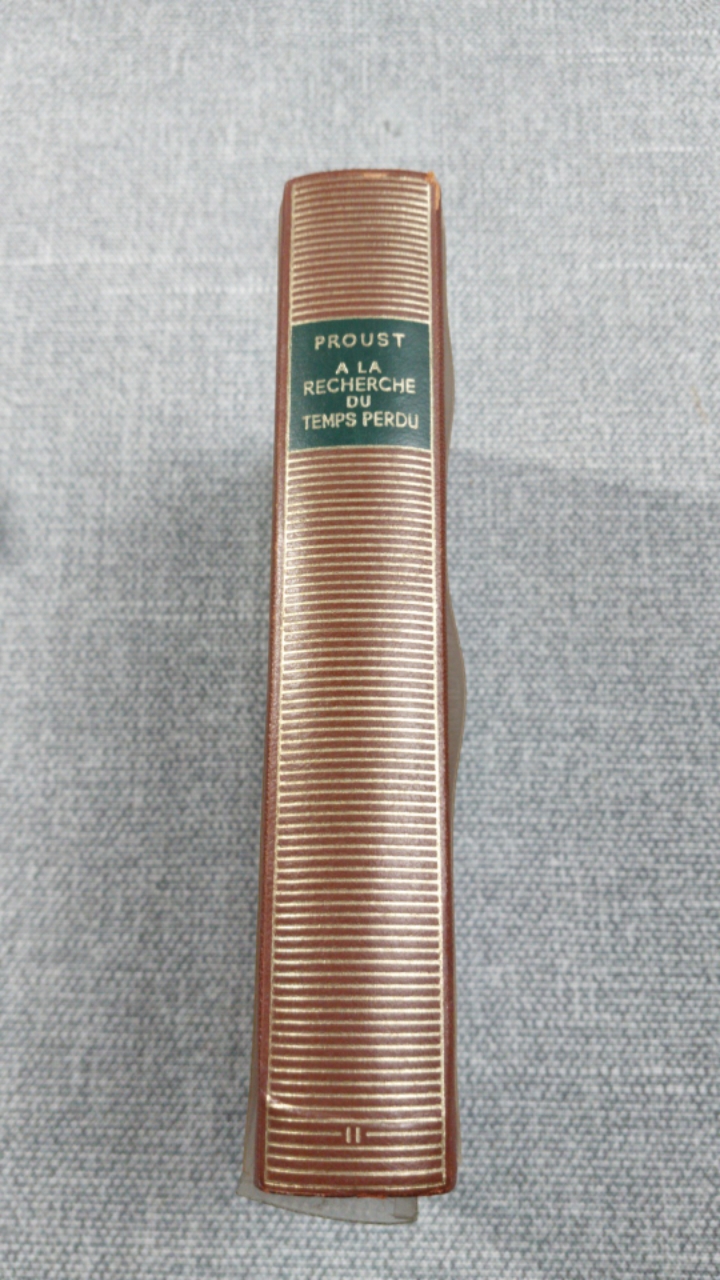 PROUST
A LA
RECHERCHE
DU
TEMPS PERDU
II